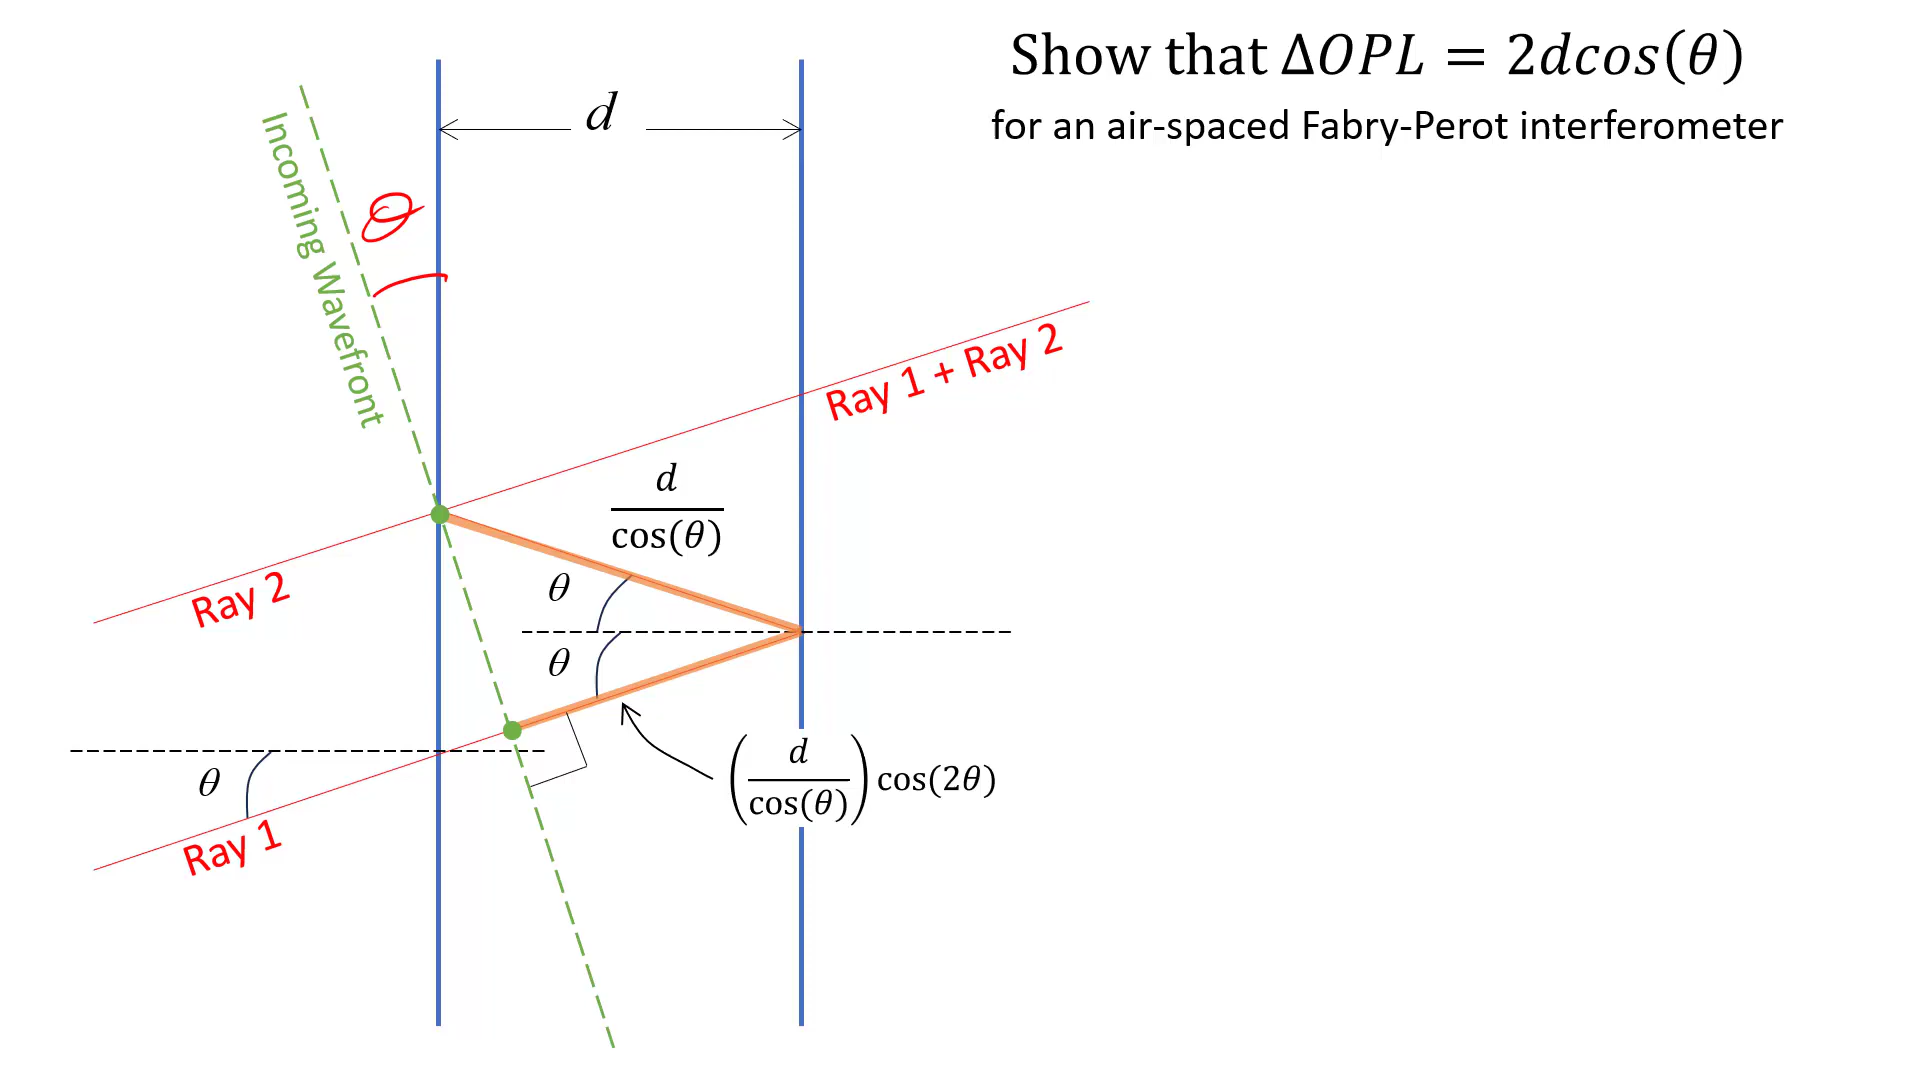 Show that ΔOPL = 2dcos(θ)
for an air-spaced Fabry-Perot interferometer
d
Incoming Wavefront
θ
Ray 1 + Ray 2
d
cos(θ)
Ray 2
θ
θ
(d/cos(θ)) cos(2θ)
θ
Ray 1